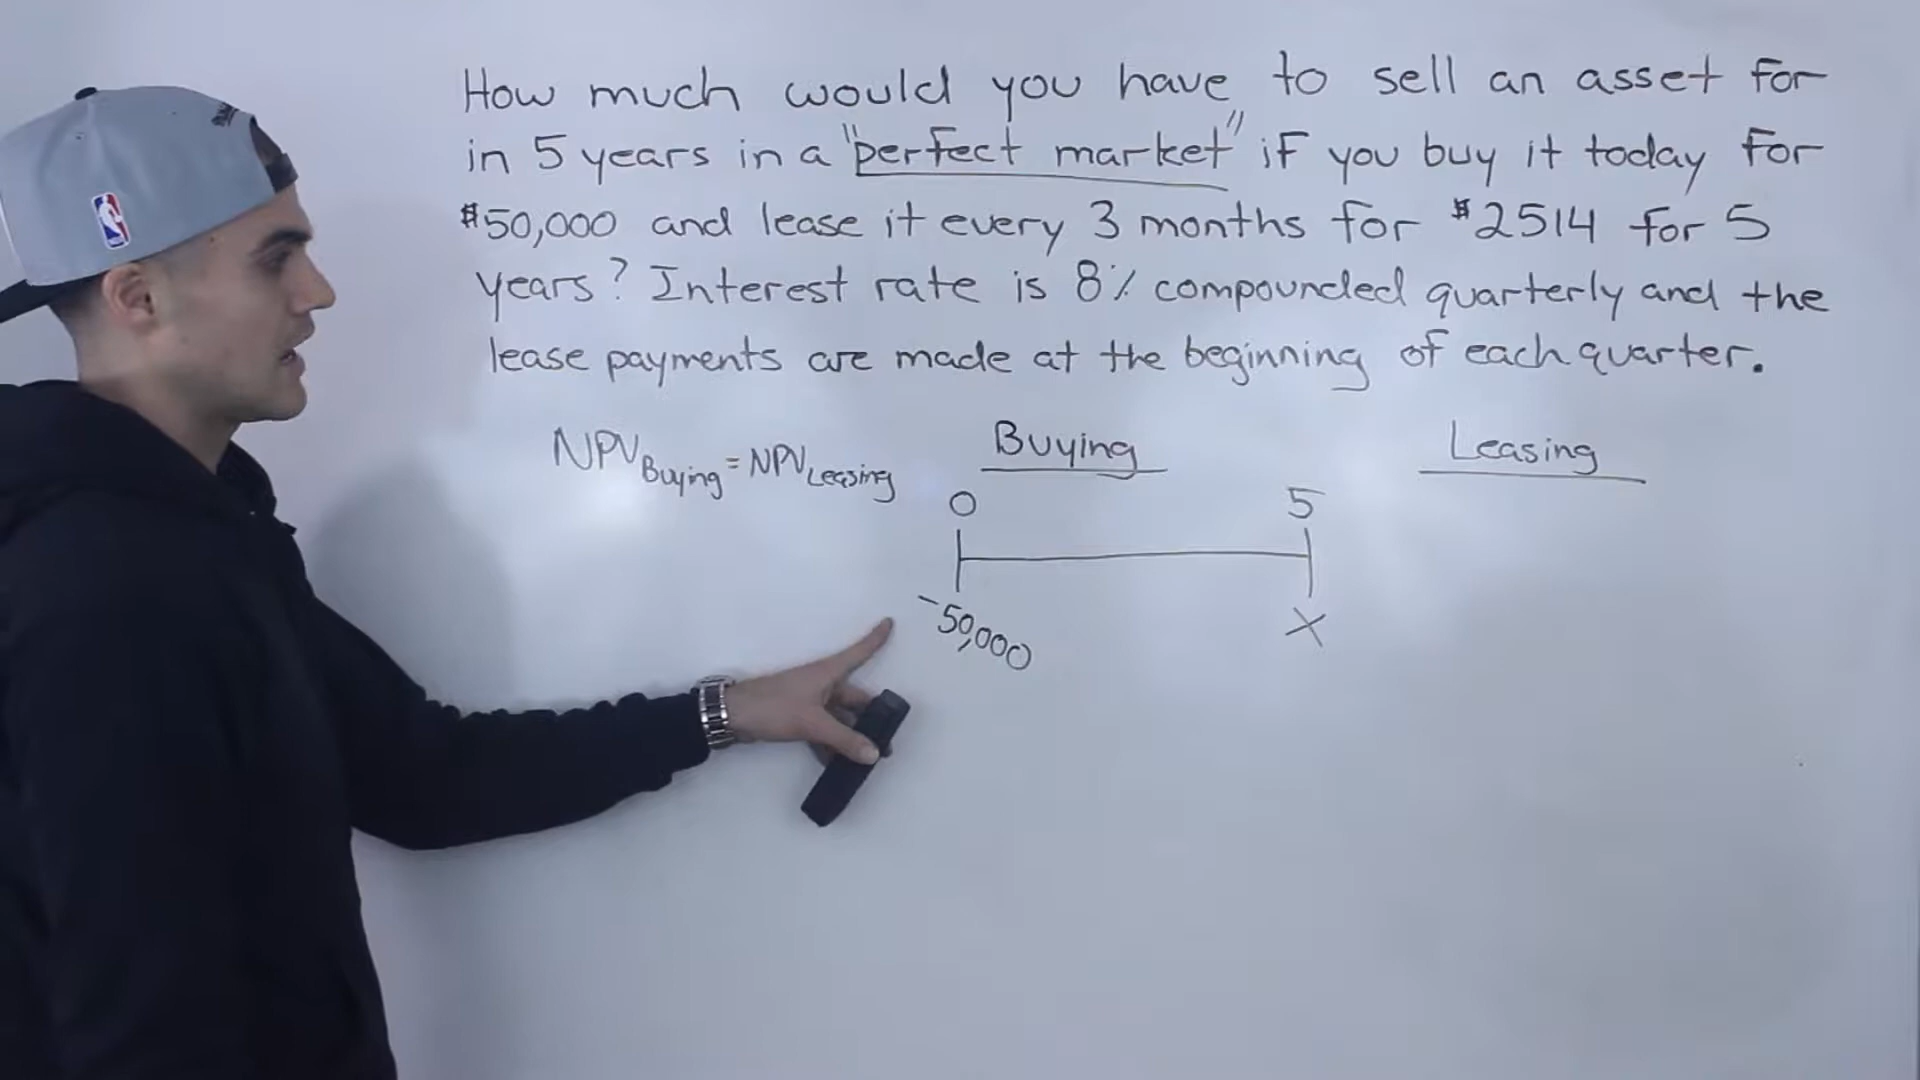 How much would you have to sell an asset for
in 5 years in a "perfect market" if you buy it today for
$50,000 and lease it every 3 months for $2514 for 5
years? Interest rate is 8% compounded quarterly and the
lease payments are made at the beginning of each quarter.
NPV Buying = NPV Leasing
Buying
Leasing
0 5
-50,000 X